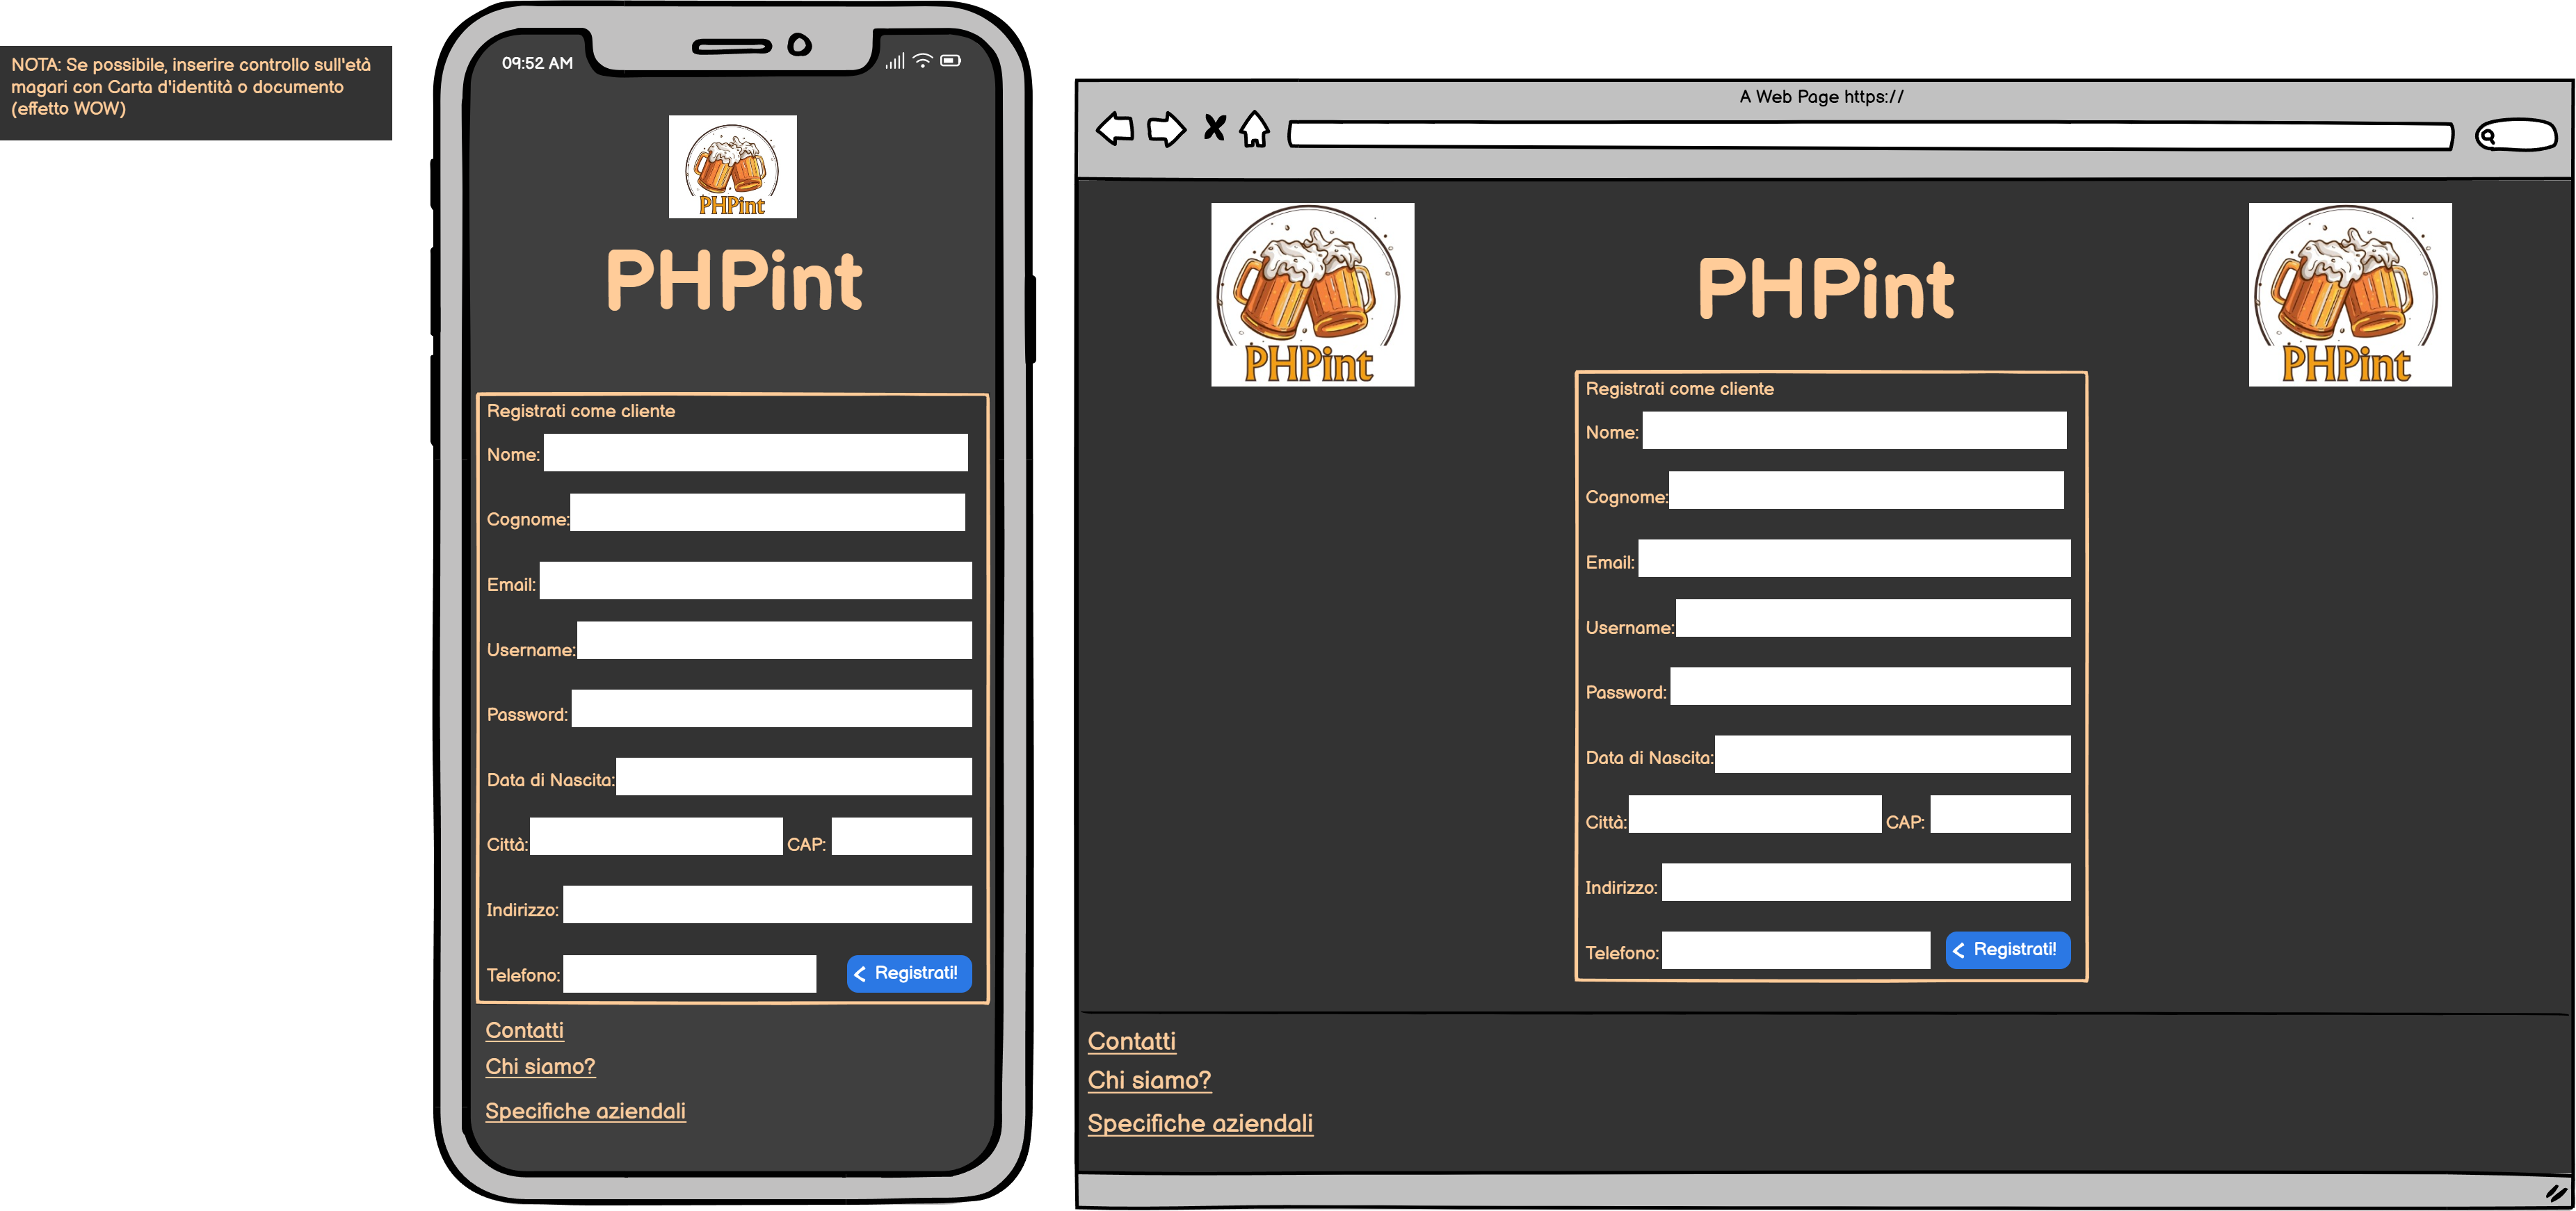 NOTA: Se possibile, inserire controllo sull'età
magari con Carta d'identità o documento
(effetto WOW)
09:52 AM
PHPint
PHPint
Registrati come cliente
Nome:
Cognome:
Email:
Username:
Password:
Data di Nascita:
Città: CAP:
Indirizzo:
Telefono: Registrati!
Contatti
Chi siamo?
Specifiche aziendali
A Web Page https://
PHPint
PHPint
PHPint
Registrati come cliente
Nome:
Cognome:
Email:
Username:
Password:
Data di Nascita:
Città: CAP:
Indirizzo:
Telefono: Registrati!
Contatti
Chi siamo?
Specifiche aziendali